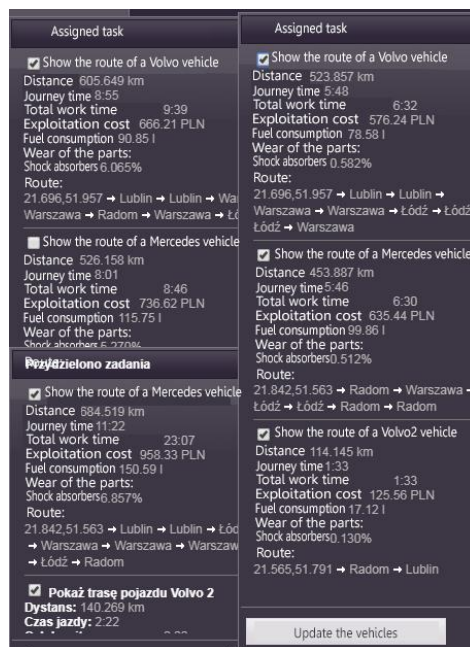 Assigned task
Show the route of a Volvo vehicle
Distance 605.649 km
Journey time 8:55
Total work time 9:39
Exploitation cost 666.21 PLN
Fuel consumption 90.85 l
Wear of the parts:
Shock absorbers 6.065%
Route:
21.696,51.957 → Lublin → Lublin →
Warszawa → Radom → Warszawa →
Show the route of a Mercedes vehicle
Distance 526.158 km
Journey time 8:01
Total work time 8:46
Exploitation cost 736.62 PLN
Fuel consumption 115.75 l
Wear of the parts:
Shock absorbers 6.270%
Przydzielono zadania
Show the route of a Mercedes vehicle
Distance 684.519 km
Journey time 11:22
Total work time 23:07
Exploitation cost 958.33 PLN
Fuel consumption 150.59 l
Wear of the parts:
Shock absorbers 6.857%
Route:
21.842,51.563 → Lublin → Lublin →
→ Warszawa → Warszawa →
→ Łódź → Radom
Pokaż trasę pojazdu Volvo 2
Dystans: 140.269 km
Czas jazdy: 2:22
Assigned task
Show the route of a Volvo vehicle
Distance 523.857 km
Journey time 5:48
Total work time 6:32
Exploitation cost 576.24 PLN
Fuel consumption 78.58 l
Wear of the parts:
Shock absorbers 0.582%
Route:
21.696,51.957 → Lublin → Lublin →
Warszawa → Warszawa → Łódź → Łódź
Łódź → Warszawa
Show the route of a Mercedes vehicle
Distance 453.887 km
Journey time 5:46
Total work time 6:30
Exploitation cost 635.44 PLN
Fuel consumption 99.86 l
Wear of the parts:
Shock absorbers 0.512%
Route:
21.842,51.563 → Radom → Warszawa →
Łódź → Łódź → Radom → Radom
Show the route of a Volvo2 vehicle
Distance 114.145 km
Journey time 1:33
Total work time 1:33
Exploitation cost 125.56 PLN
Fuel consumption 17.12 l
Wear of the parts:
Shock absorbers 0.130%
Route:
21.565,51.791 → Radom → Lublin
Update the vehicles